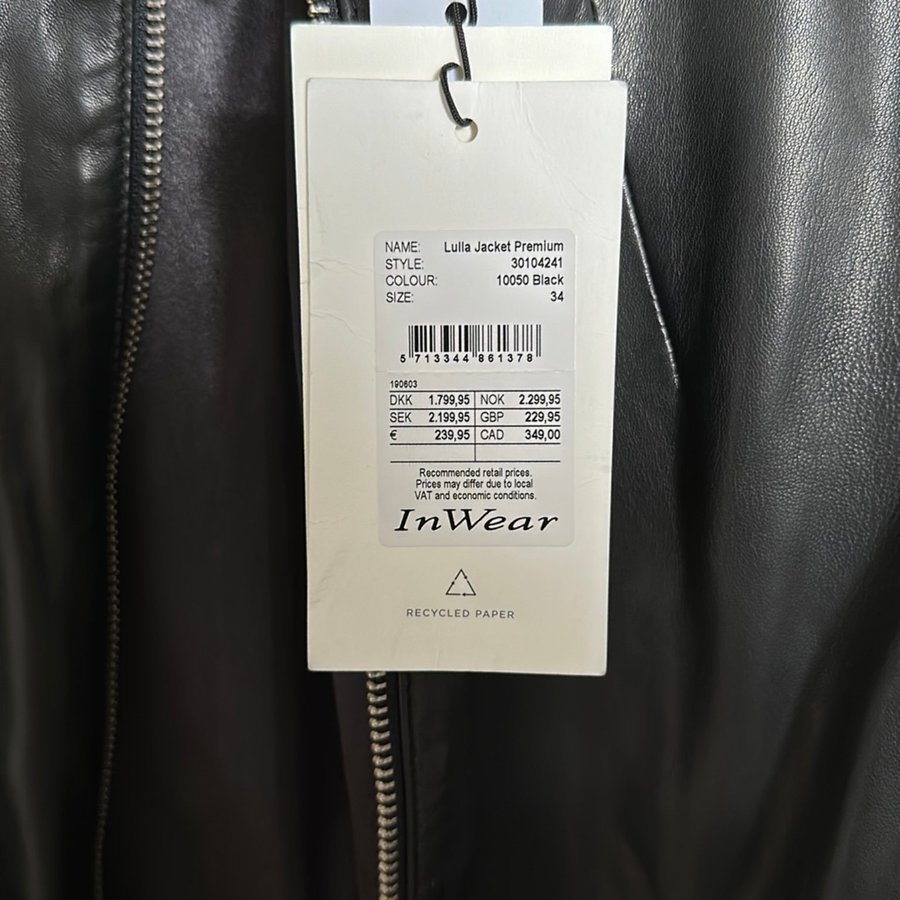 NAME: Lulla Jacket Premium
STYLE: 30104241
COLOUR: 10050 Black
SIZE: 34
5 713344 861378
190603
DKK 1.799,95 NOK 2.299,95
SEK 2.199,95 GBP 229,95
€ 239,95 CAD 349,00
Recommended retail prices.
Prices may differ due to local
VAT and economic conditions.
InWear
RECYCLED PAPER